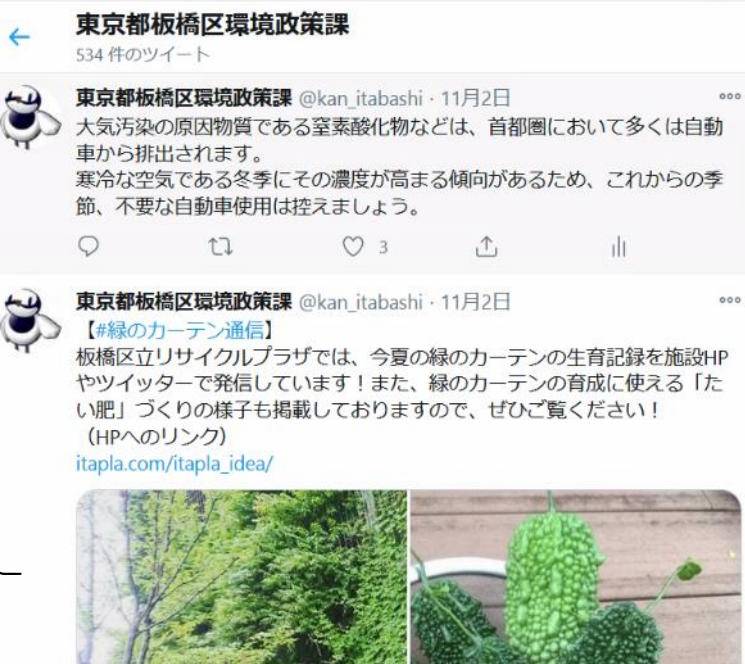 東京都板橋区環境政策課
534 件のツイート
東京都板橋区環境政策課 @kan_itabashi · 11月2日
大気汚染の原因物質である窒素酸化物などは、首都圏において多くは自動
車から排出されます。
寒冷な空気である冬季にその濃度が高まる傾向があるため、これからの季
節、不要な自動車使用は控えましょう。
3
東京都板橋区環境政策課 @kan_itabashi · 11月2日
【#緑のカーテン通信】
板橋区立リサイクルプラザでは、今夏の緑のカーテンの生育記録を施設HP
やツイッターで発信しています！また、緑のカーテンの育成に使える「た
い肥」づくりの様子も掲載しておりますので、ぜひご覧ください！
（HPへのリンク）
itapla.com/itapla_idea/